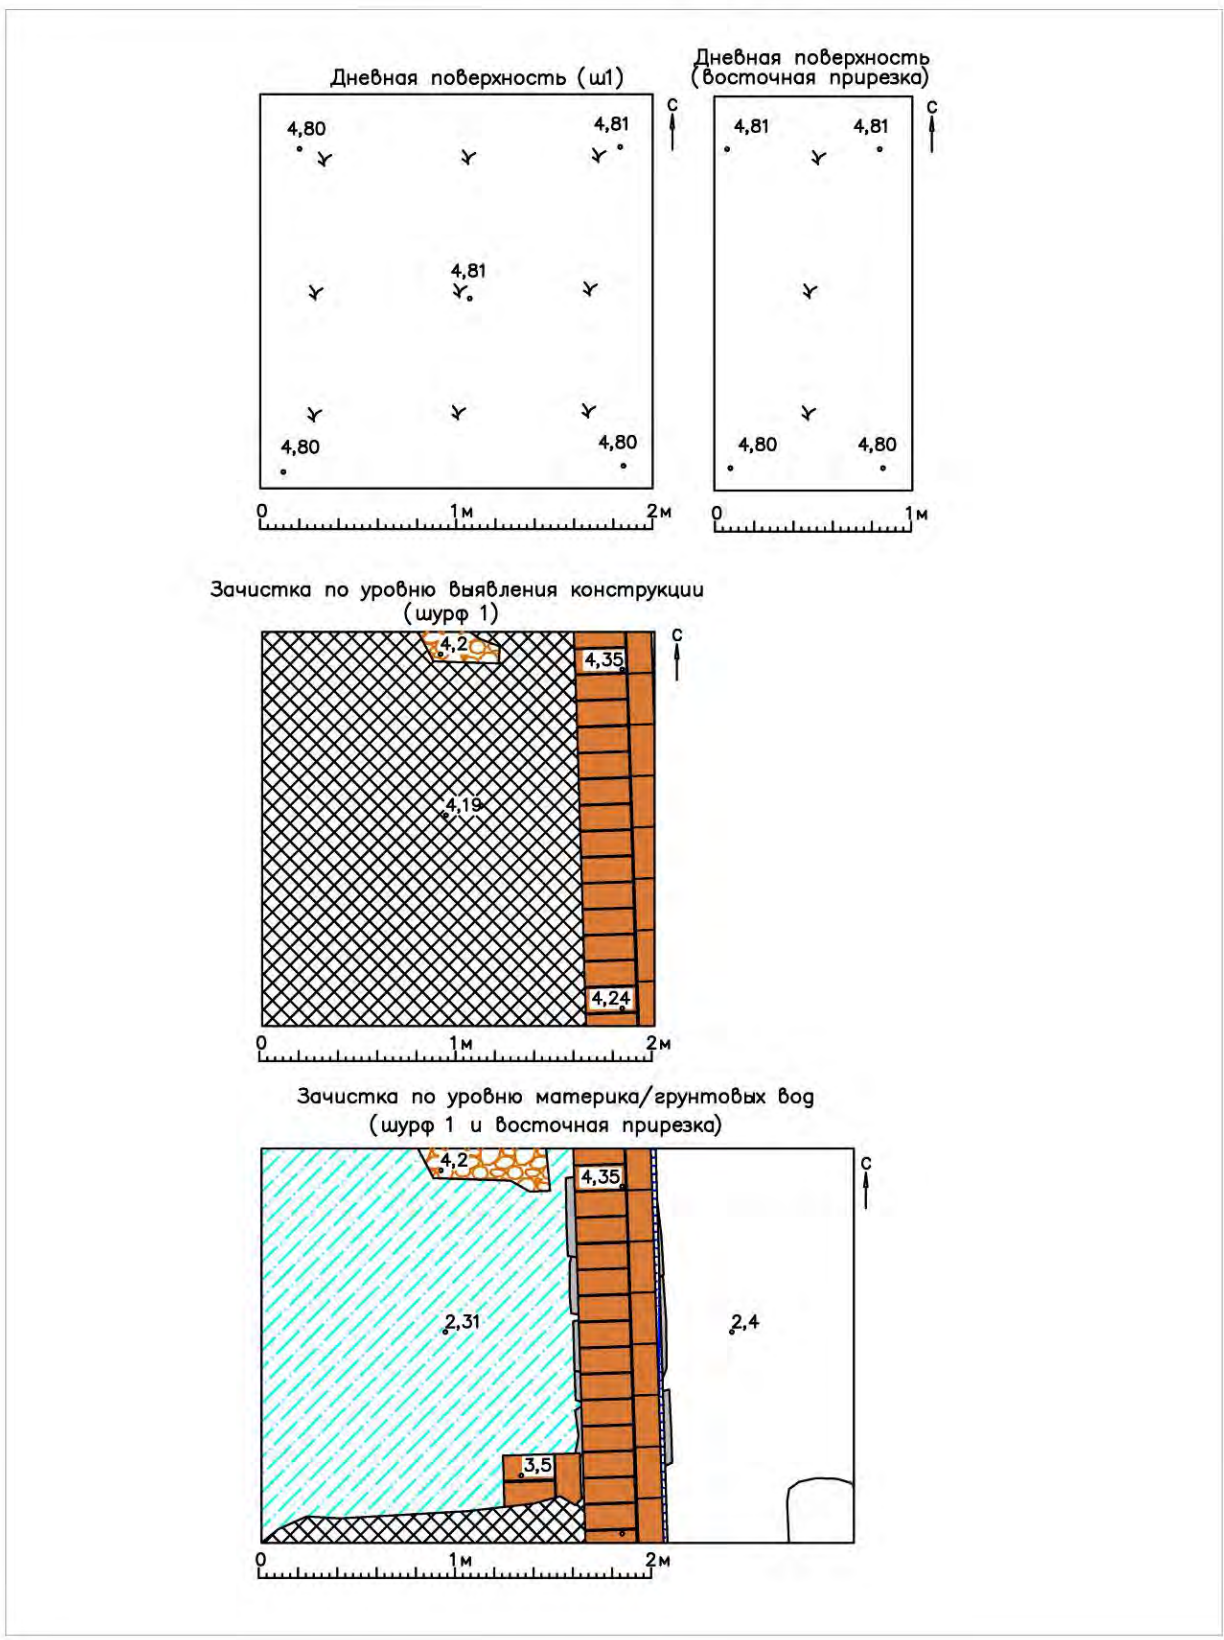 Дневная поверхность (ш1)
Дневная поверхность
(восточная прирезка)
С
С
4,80
4,81
4,81
4,81
4,81
4,80
4,80
4,80
4,80
0 1м 2м
0 1м
Зачистка по уровню выявления конструкции
(шурф 1)
С
4,2
4,35
4,19
4,24
0 1м 2м
Зачистка по уровню материка/грунтовых вод
(шурф 1 и восточная прирезка)
С
4,2
4,35
2,31
2,4
3,5
0 1м 2м